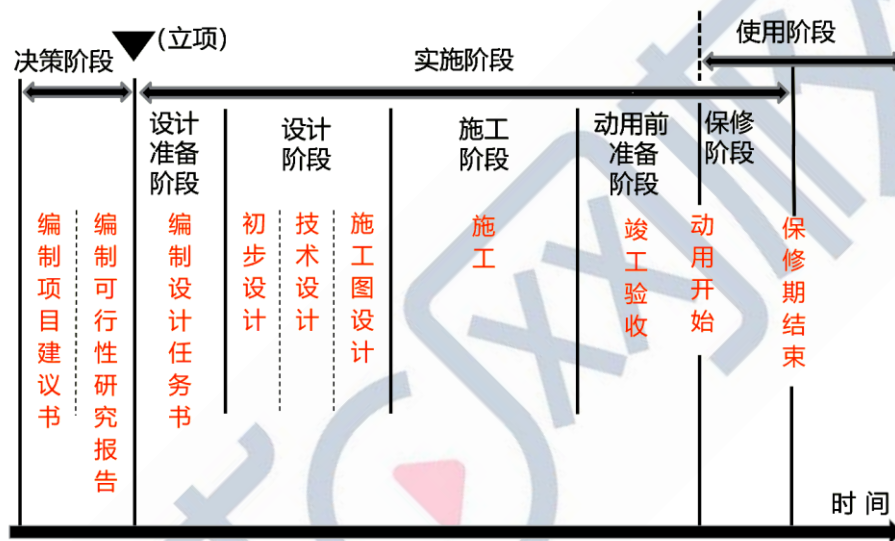 (立项)
使用阶段
决策阶段
实施阶段
设计
准备
阶段
设计
阶段
施工
阶段
动用前
准备
阶段
保修
阶段
编制项目建议书
编制可行性研究报告
编制设计任务书
初步设计
技术设计
施工图设计
施工
竣工验收
动用开始
保修期结束
时间